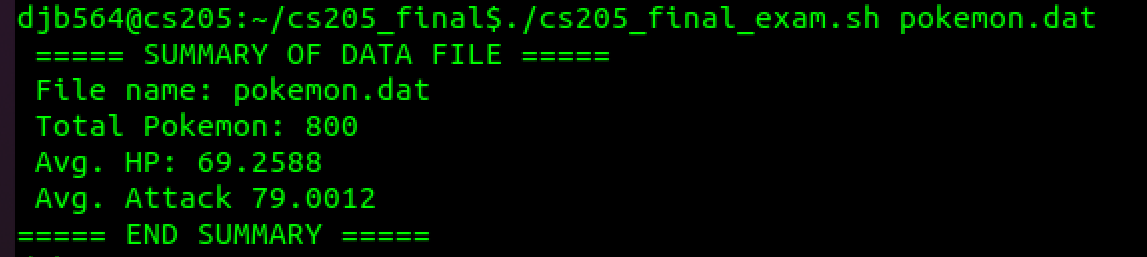 djb564@cs205:~/cs205_final$./cs205_final_exam.sh pokemon.dat
===== SUMMARY OF DATA FILE =====
File name: pokemon.dat
Total Pokemon: 800
Avg. HP: 69.2588
Avg. Attack 79.0012
===== END SUMMARY =====